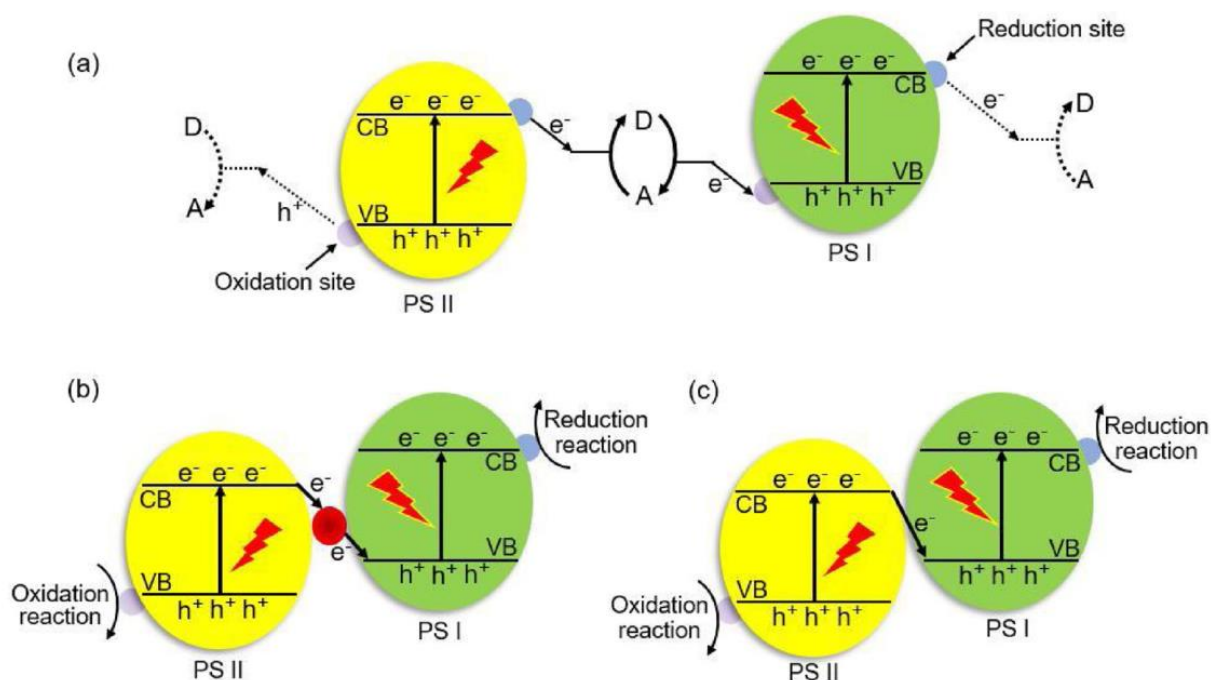 (a)
Reduction site
e⁻ e⁻ e⁻
CB
e⁻
D
A
e⁻ e⁻ e⁻
CB
e⁻
D
A
e⁻
VB
h⁺ h⁺ h⁺
PS I
D
A
h⁺
VB
h⁺ h⁺ h⁺
Oxidation site
PS II
(b)
Reduction
reaction
e⁻ e⁻ e⁻
CB
e⁻ e⁻ e⁻
CB
e⁻
e⁻
VB
h⁺ h⁺ h⁺
PS I
VB
h⁺ h⁺ h⁺
Oxidation
reaction
PS II
(c)
Reduction
reaction
e⁻ e⁻ e⁻
CB
e⁻ e⁻ e⁻
CB
e⁻
VB
h⁺ h⁺ h⁺
PS I
VB
h⁺ h⁺ h⁺
Oxidation
reaction
PS II